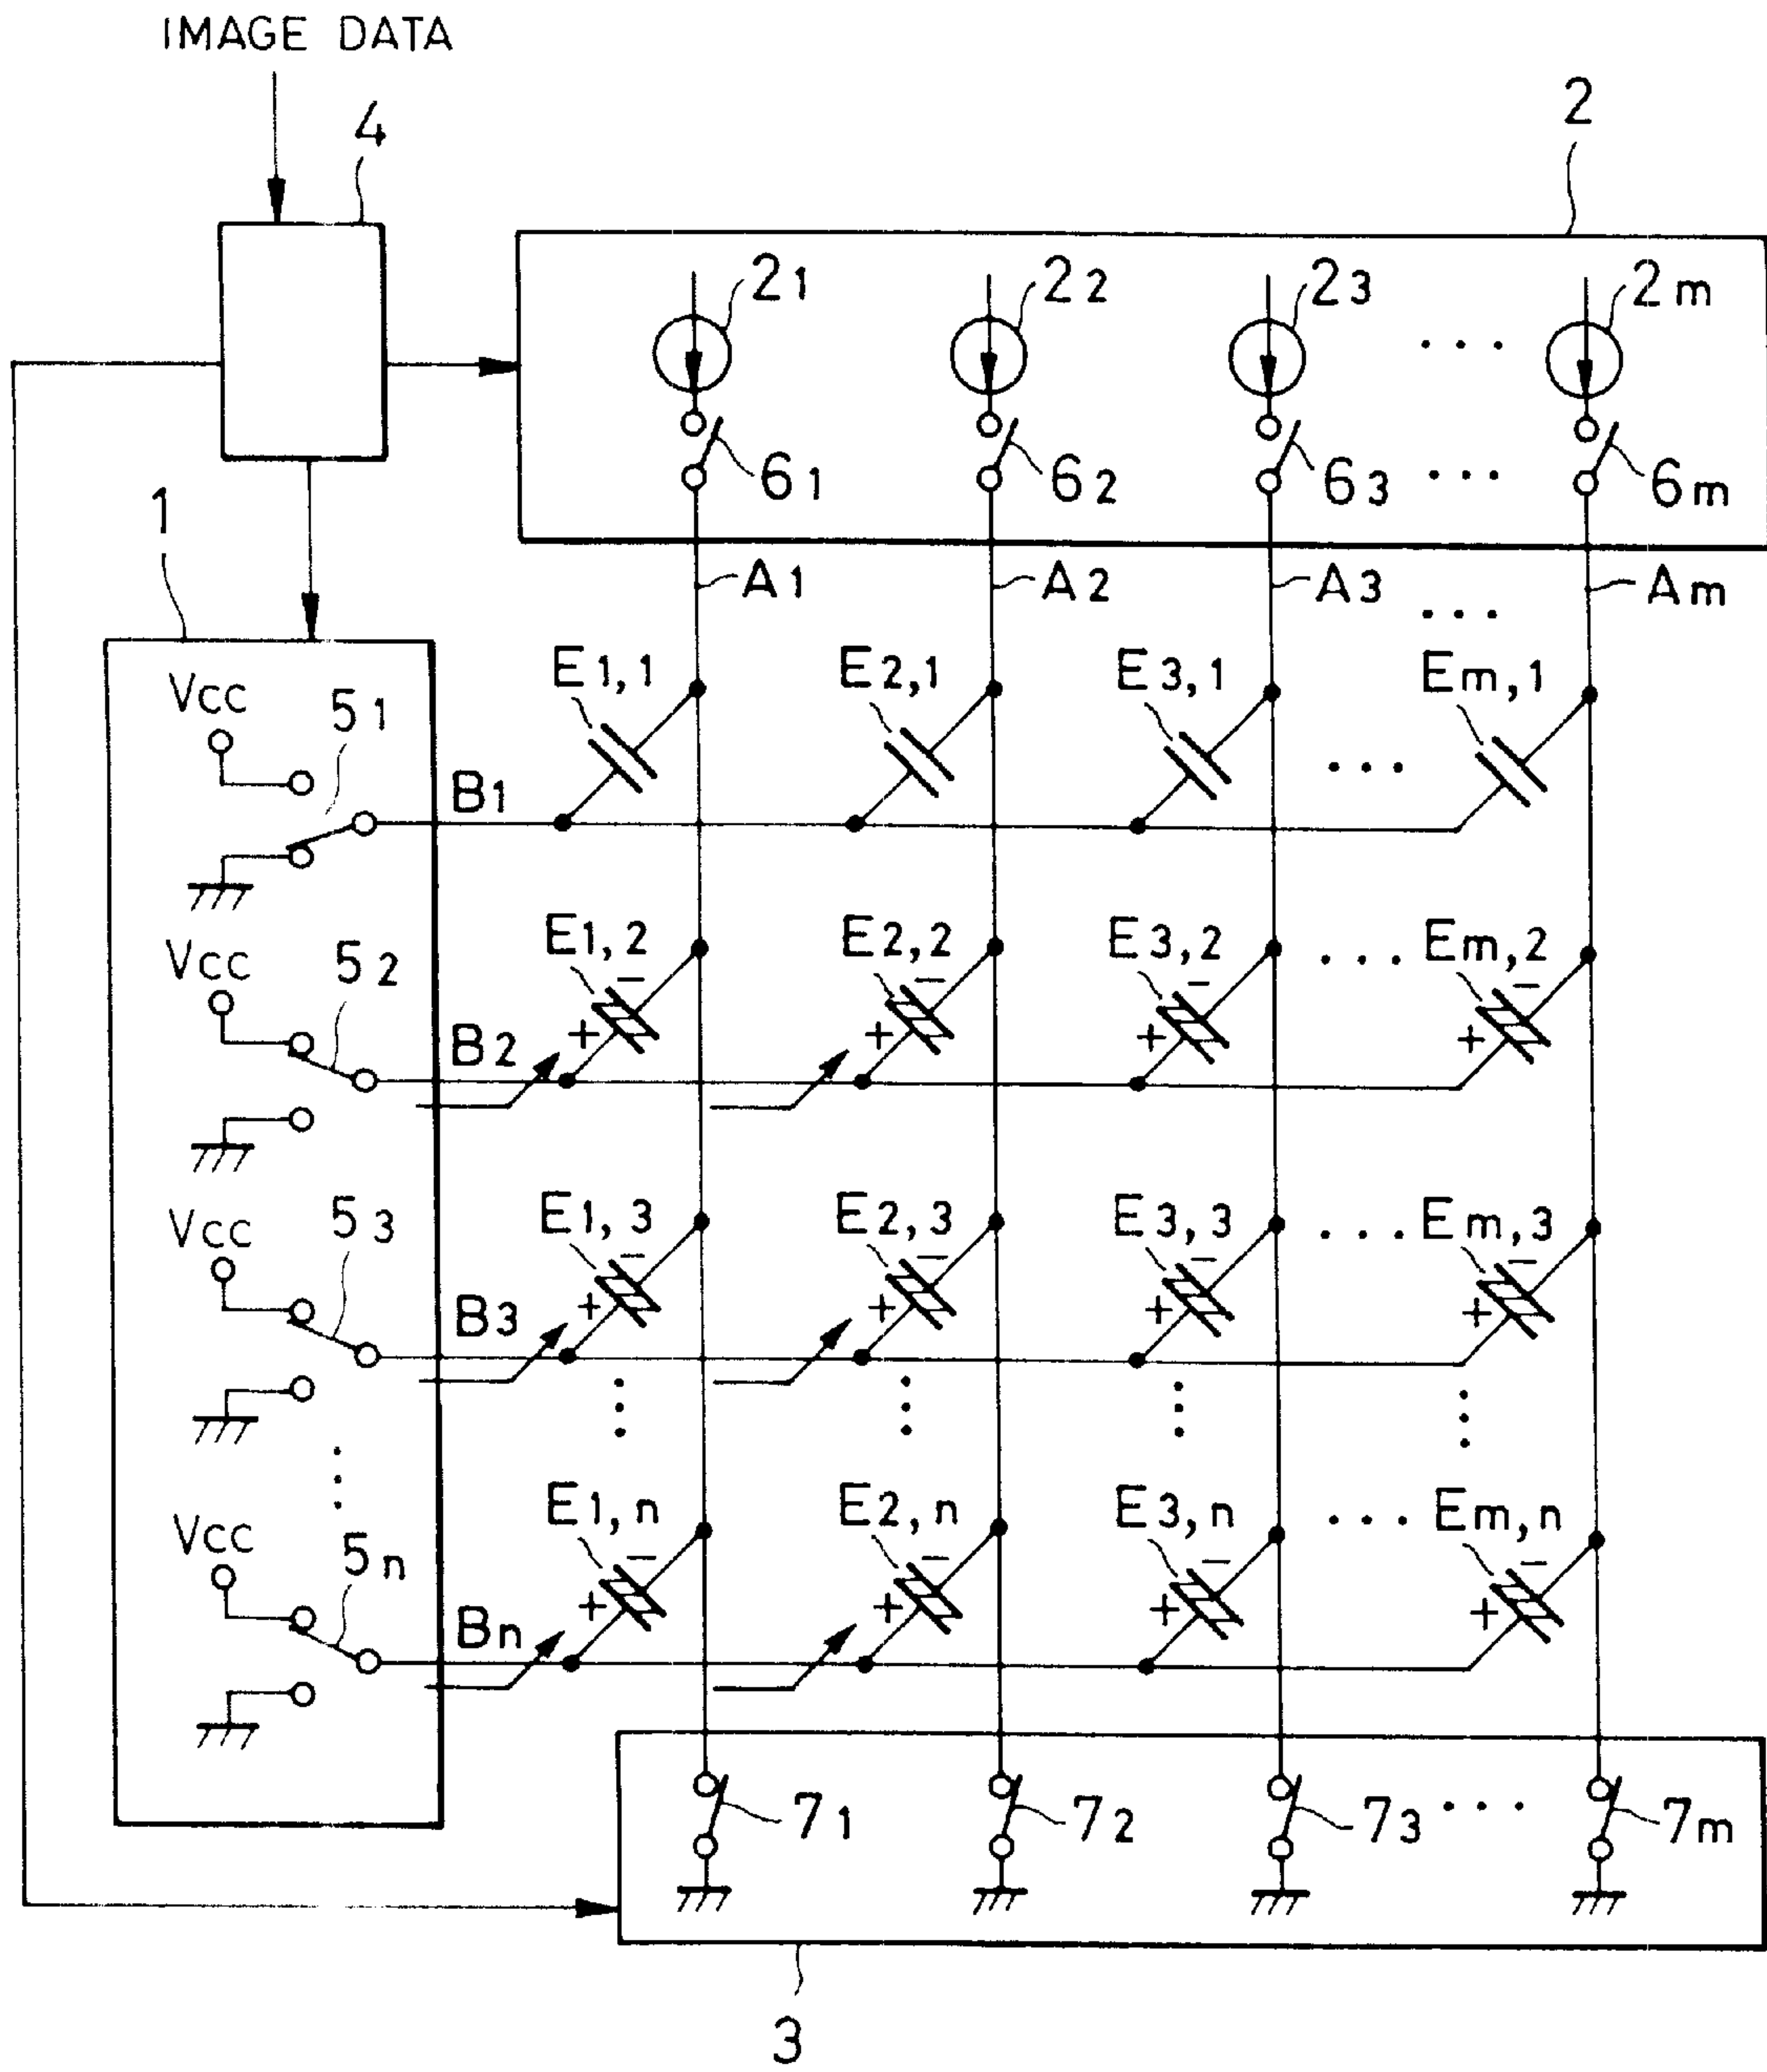 IMAGE DATA
4
2
21 22 23 ... 2m
61 62 63 ... 6m
1
A1 A2 A3 ... Am
E1,1 E2,1 E3,1 ... Em,1
Vcc
51
B1
E1,2 E2,2 E3,2 ... Em,2
Vcc
52
- - - -
+ + + +
B2
E1,3 E2,3 E3,3 ... Em,3
Vcc
53
- - - -
+ + + +
B3
E1,n E2,n E3,n ... Em,n
Vcc
5n
- - - -
+ + + +
Bn
71 72 73 ... 7m
3